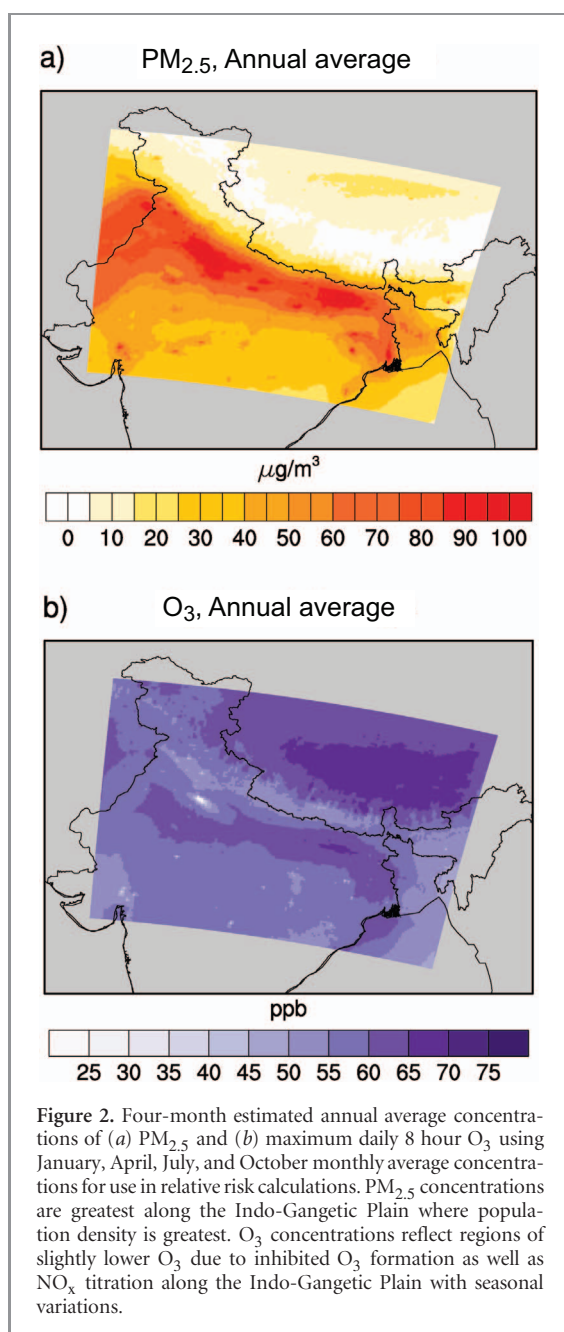 a) PM2.5, Annual average
μg/m³
0 10 20 30 40 50 60 70 80 90 100
b) O3, Annual average
ppb
25 30 35 40 45 50 55 60 65 70 75
Figure 2. Four-month estimated annual average concentra-
tions of (a) PM2.5 and (b) maximum daily 8 hour O3 using
January, April, July, and October monthly average concentra-
tions for use in relative risk calculations. PM2.5 concentrations
are greatest along the Indo-Gangetic Plain where popula-
tion density is greatest. O3 concentrations reflect regions of
slightly lower O3 due to inhibited O3 formation as well as
NOx titration along the Indo-Gangetic Plain with seasonal
variations.